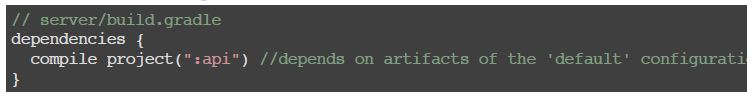 // server/build.gradle
dependencies {
  compile project(":api") //depends on artifacts of the 'default' configurati
}